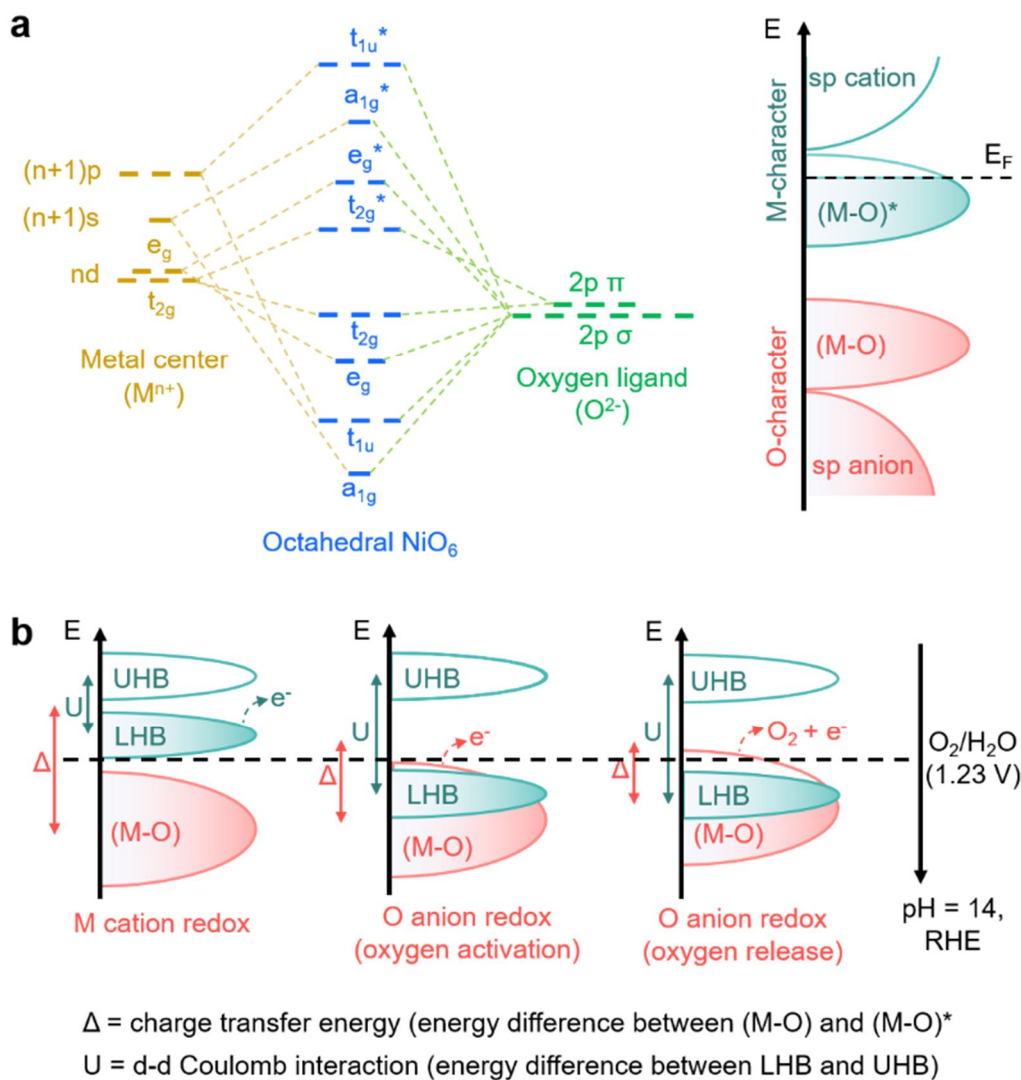 a
t1u*
a1g*
eg*
t2g*
(n+1)p
(n+1)s
eg
nd
t2g
Metal center
(Mⁿ⁺)
t2g
eg
t1u
a1g
Octahedral NiO₆
2p π
2p σ
Oxygen ligand
(O²⁻)
E
sp cation
M-character
EF
(M-O)*
(M-O)
O-character
sp anion
b
E
UHB
U
e⁻
LHB
Δ
(M-O)
M cation redox
E
UHB
U
e⁻
Δ
LHB
(M-O)
O anion redox
(oxygen activation)
E
UHB
U
O₂ + e⁻
Δ
LHB
(M-O)
O anion redox
(oxygen release)
O₂/H₂O
(1.23 V)
pH = 14,
RHE
Δ = charge transfer energy (energy difference between (M-O) and (M-O)*
U = d-d Coulomb interaction (energy difference between LHB and UHB)